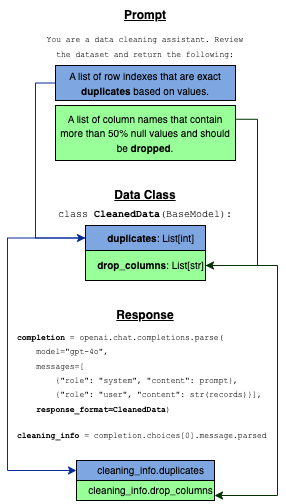 Prompt
You are a data cleaning assistant. Review
the dataset and return the following:
A list of row indexes that are exact
duplicates based on values.
A list of column names that contain
more than 50% null values and should
be dropped.
Data Class
class CleanedData(BaseModel):
duplicates: List[int]
drop_columns: List[str]
Response
completion = openai.chat.completions.parse(
model="gpt-4o",
messages=[
{"role": "system", "content": prompt},
{"role": "user", "content": str(records)}],
response_format=CleanedData)
cleaning_info = completion.choices[0].message.parsed
cleaning_info.duplicates
cleaning_info.drop_columns